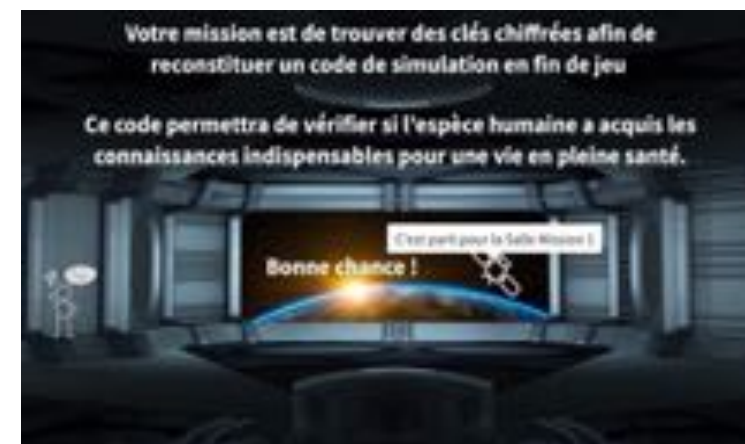 Votre mission est de trouver des clés chiffrées afin de
reconstituer un code de simulation en fin de jeu
Ce code permettra de vérifier si l'espèce humaine a acquis les
connaissances indispensables pour une vie en pleine santé.
C'est parti pour la Salle Mission 1
Bonne chance !